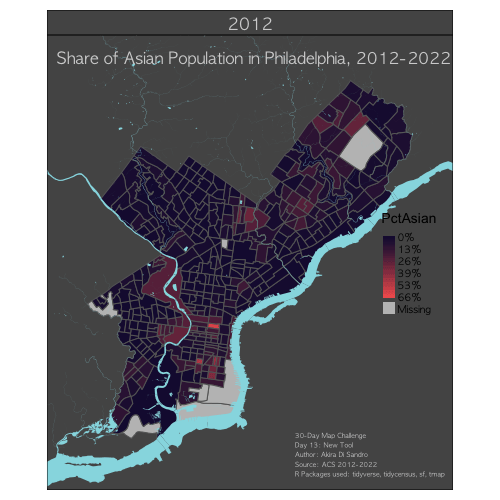 2012
Share of Asian Population in Philadelphia, 2012-2022
PctAsian
0%
13%
26%
39%
53%
66%
Missing
30-Day Map Challenge
Day 13: New Tool
Author: Akira Di Sandro
Source: ACS 2012-2022
R Packages used: tidyverse, tidycensus, sf, tmap